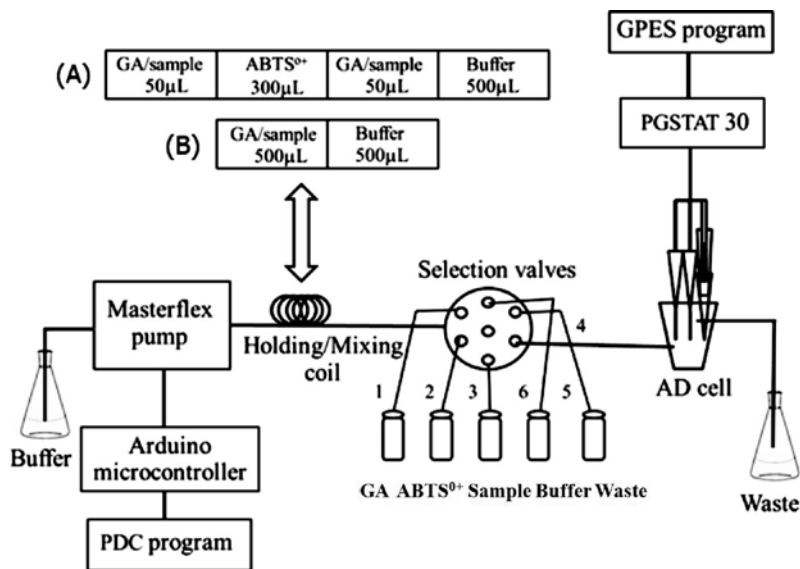 (A)
GA/sample 50µL
ABTS⁰⁺ 300µL
GA/sample 50µL
Buffer 500µL
(B)
GA/sample 500µL
Buffer 500µL
GPES program
PGSTAT 30
Selection valves
Masterflex
pump
Holding/Mixing
coil
4
AD cell
1 2 3 6 5
Buffer
Arduino
microcontroller
PDC program
GA ABTS⁰⁺ Sample Buffer Waste
Waste